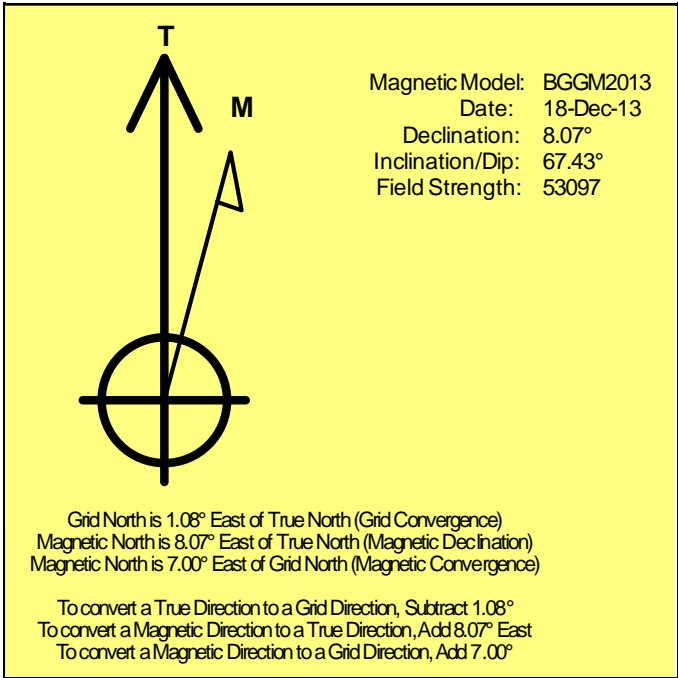 T
M
Magnetic Model: BGGM2013
Date: 18-Dec-13
Declination: 8.07°
Inclination/Dip: 67.43°
Field Strength: 53097
Grid North is 1.08° East of True North (Grid Convergence)
Magnetic North is 8.07° East of True North (Magnetic Declination)
Magnetic North is 7.00° East of Grid North (Magnetic Convergence)
To convert a True Direction to a Grid Direction, Subtract 1.08°
To convert a Magnetic Direction to a True Direction, Add 8.07° East
To convert a Magnetic Direction to a Grid Direction, Add 7.00°